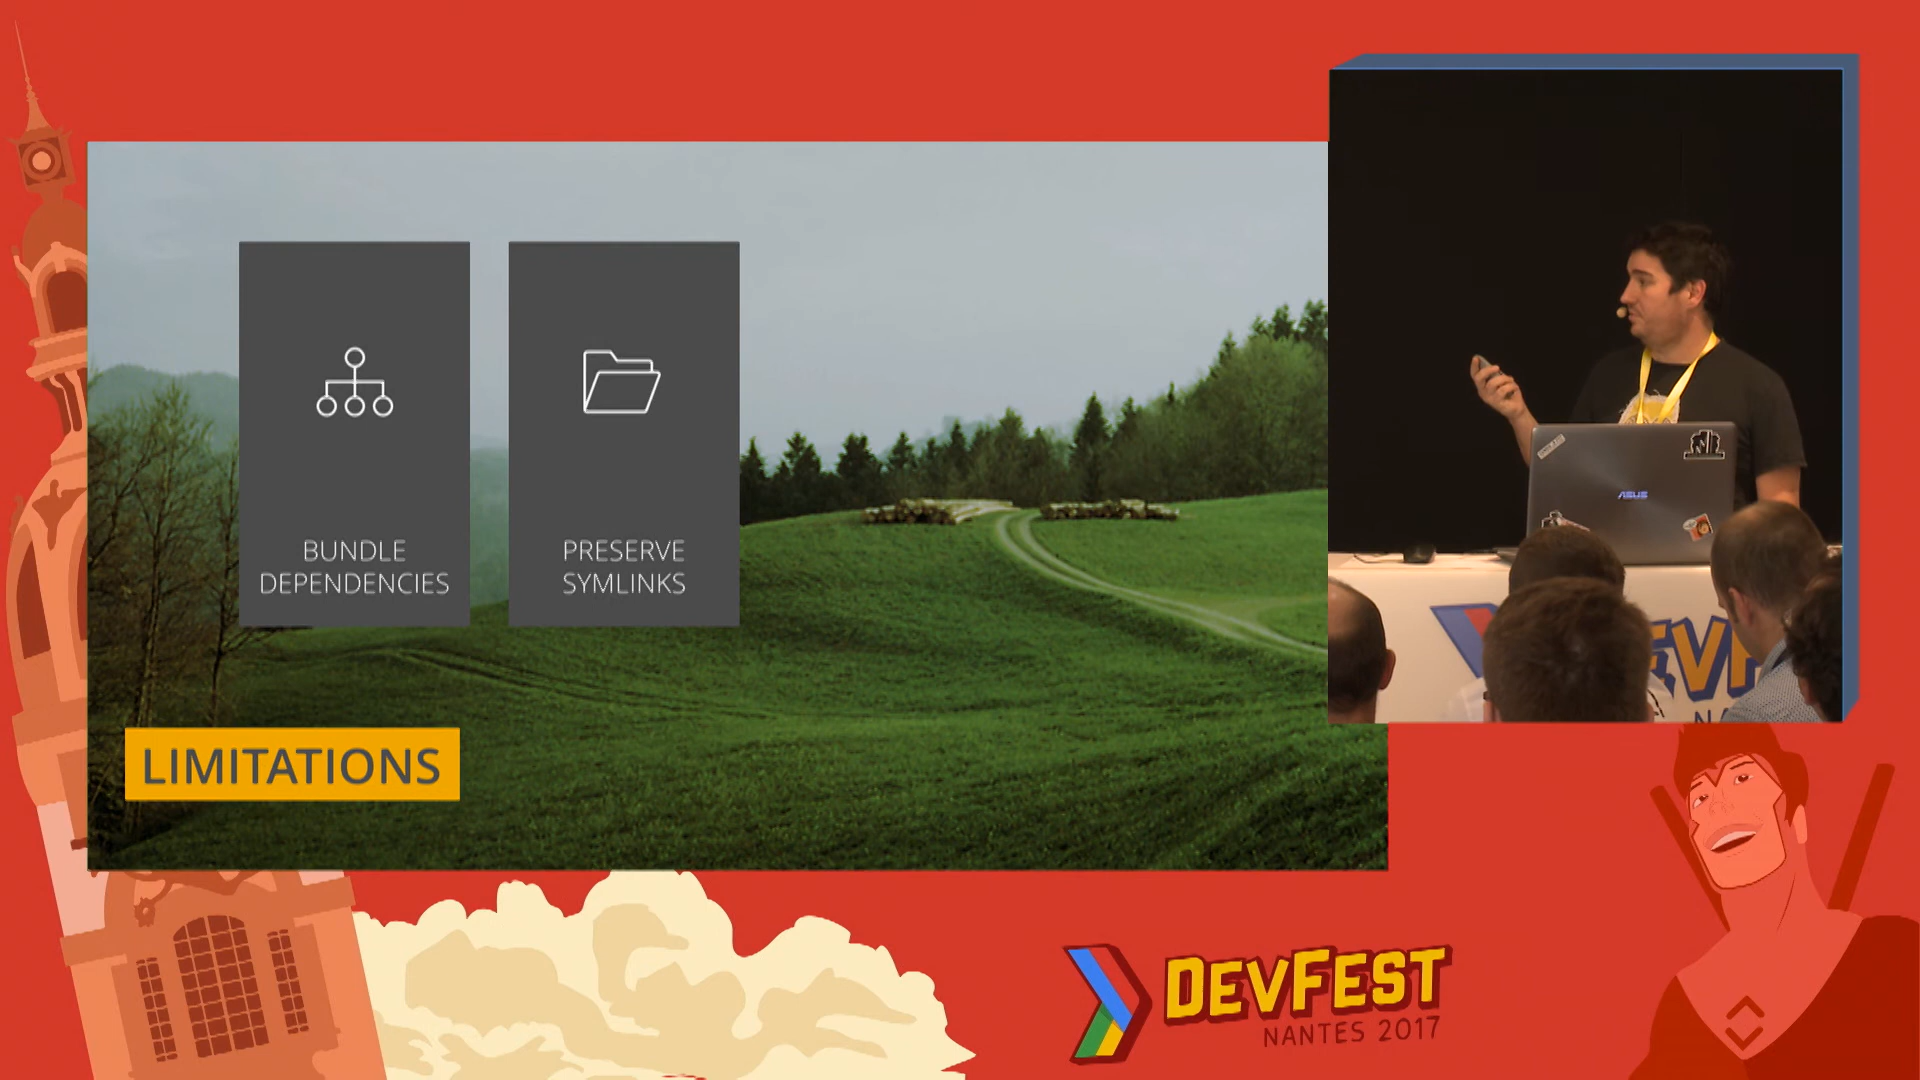 BUNDLE
DEPENDENCIES
PRESERVE
SYMLINKS
LIMITATIONS
ASUS
DEVFEST
NANTES 2017